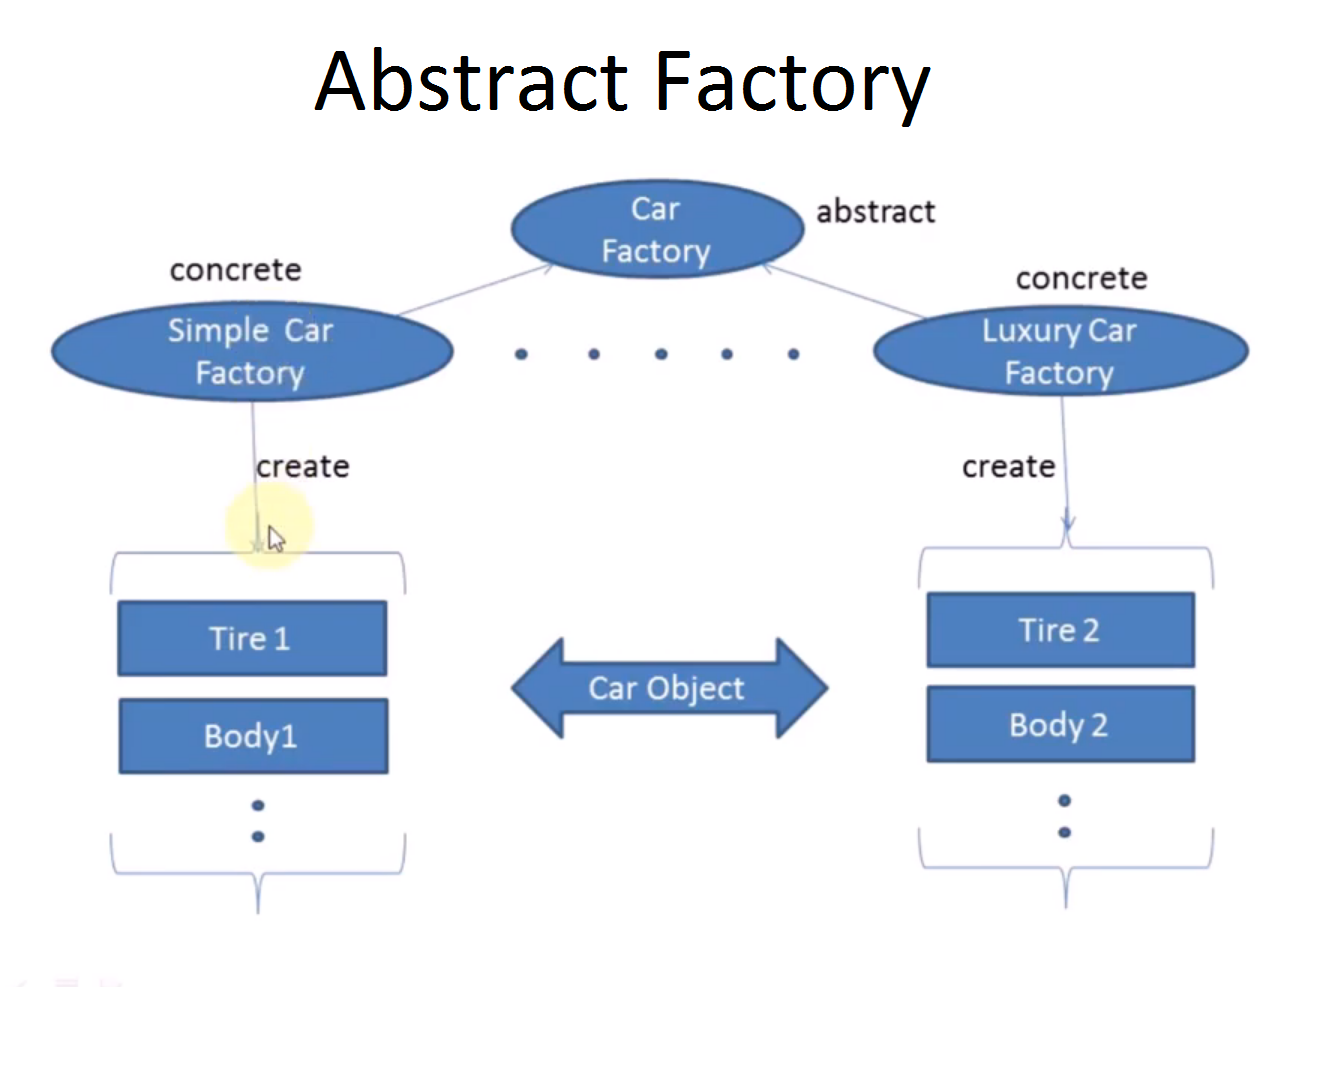 Abstract Factory
Car
Factory
abstract
concrete
concrete
Simple Car
Factory
Luxury Car
Factory
create
create
Tire 1
Tire 2
Car Object
Body1
Body 2